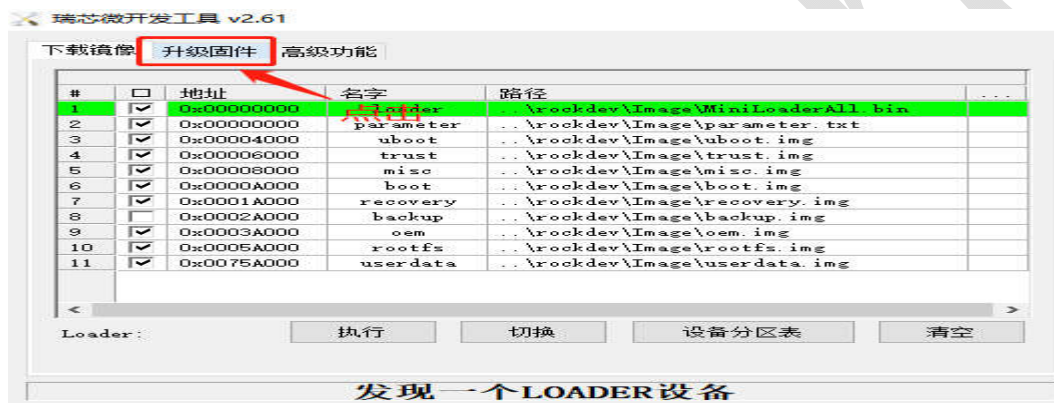 瑞芯微开发工具 v2.61
下载镜像 升级固件 高级功能
# 地址 名字 路径 ...
1 0x00000000 ..\rockdev\Image\MiniLoaderAll.bin
点击
2 0x00000000 parameter ..\rockdev\Image\parameter.txt
3 0x00004000 uboot ..\rockdev\Image\uboot.img
4 0x00006000 trust ..\rockdev\Image\trust.img
5 0x00008000 misc ..\rockdev\Image\misc.img
6 0x0000A000 boot ..\rockdev\Image\boot.img
7 0x0001A000 recovery ..\rockdev\Image\recovery.img
8 0x0002A000 backup ..\rockdev\Image\backup.img
9 0x0003A000 oem ..\rockdev\Image\oem.img
10 0x0005A000 rootfs ..\rockdev\Image\rootfs.img
11 0x0075A000 userdata ..\rockdev\Image\userdata.img
Loader: 执行 切换 设备分区表 清空
发现一个LOADER设备